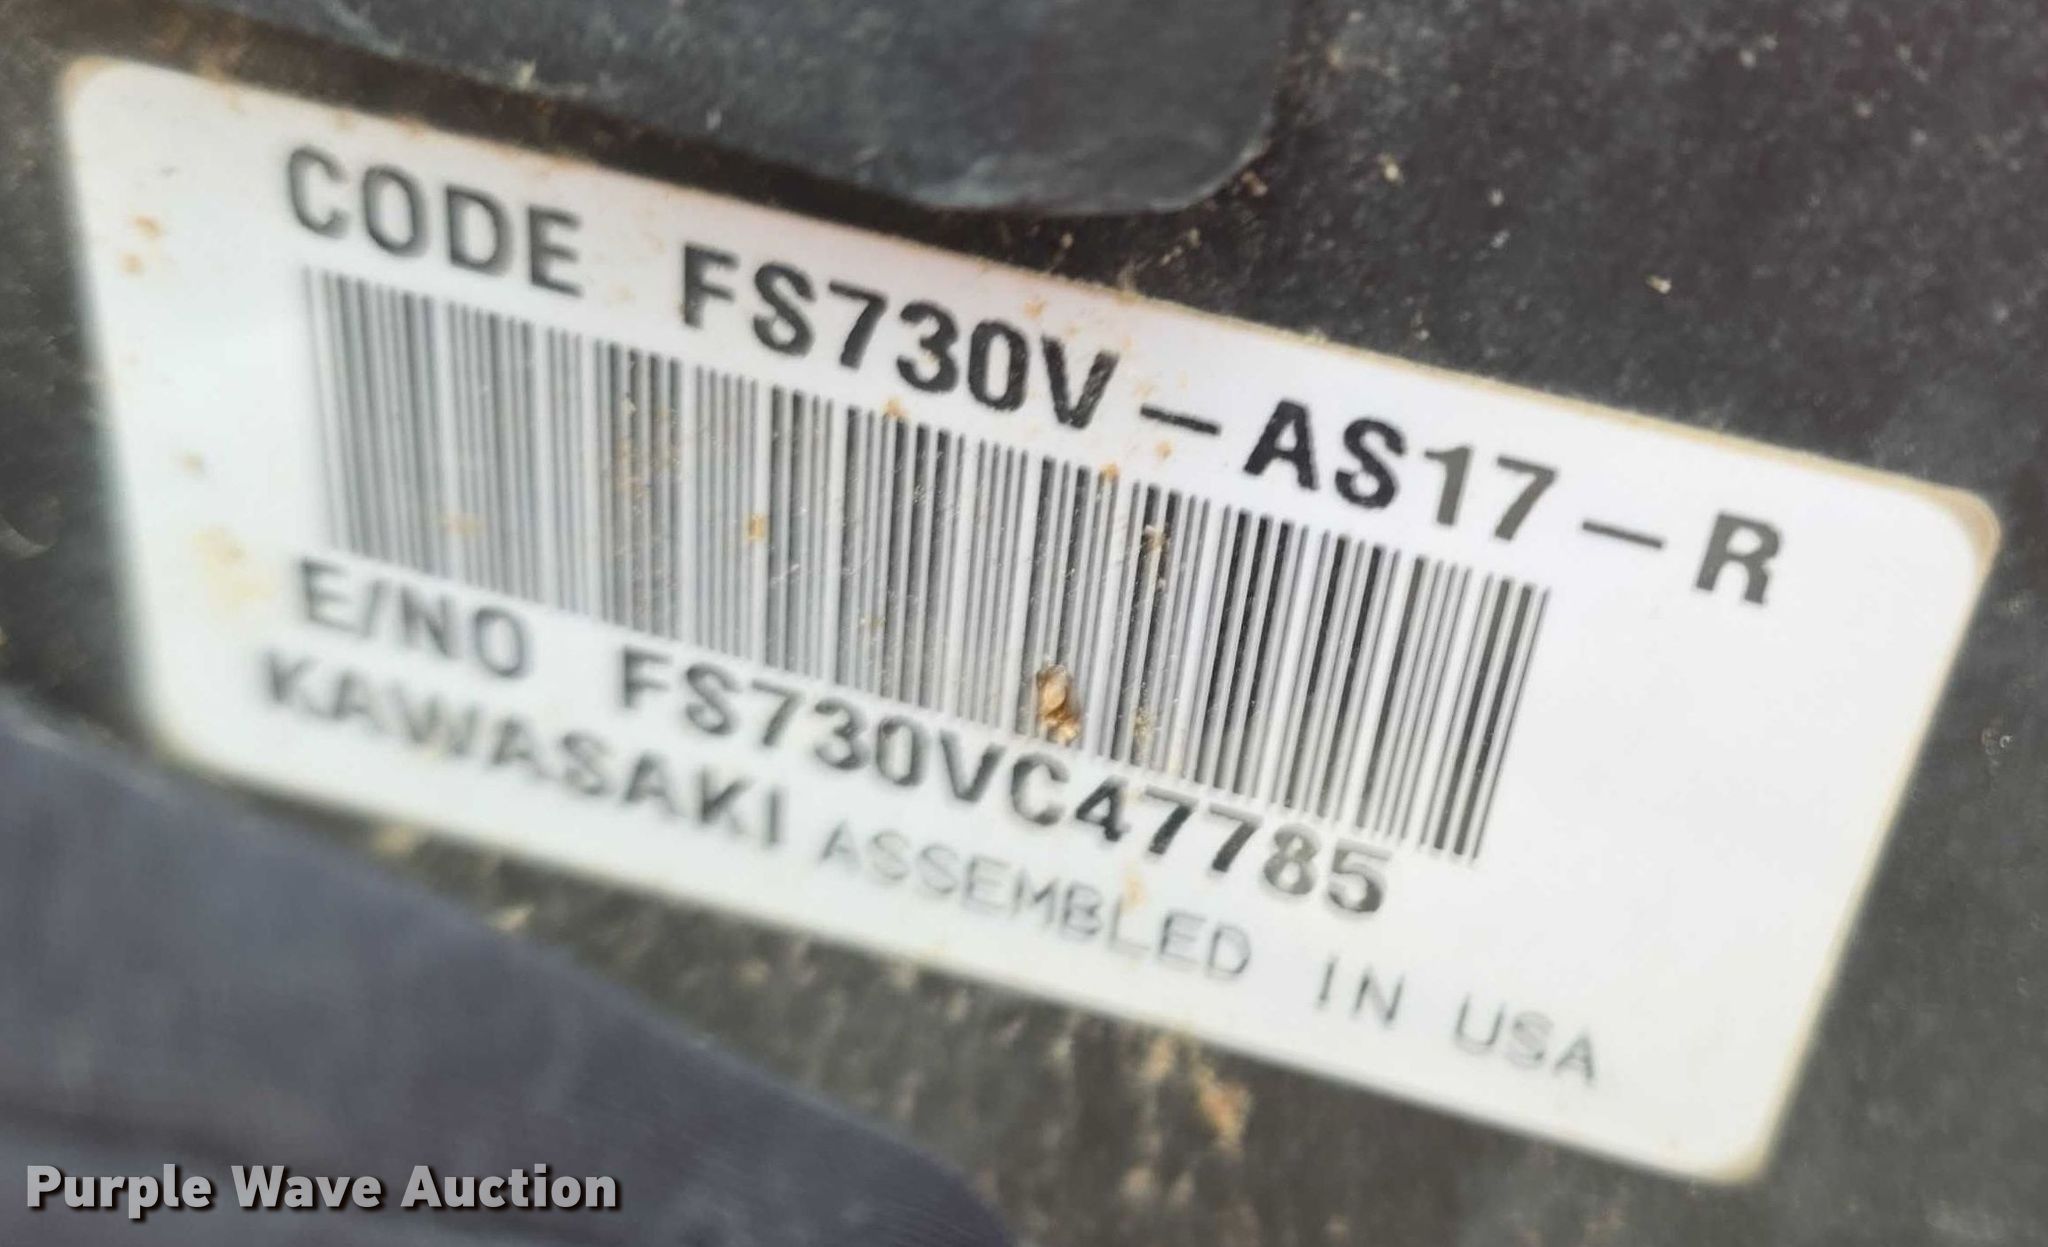 CODE FS730V-AS17-R
E/NO FS730VC47785
KAWASAKI ASSEMBLED IN USA
Purple Wave Auction